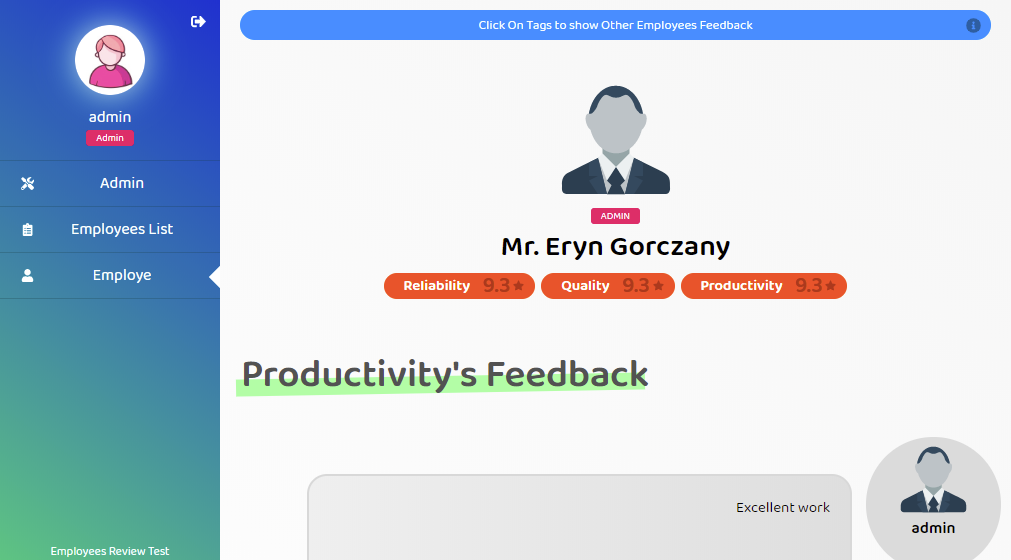 Click On Tags to show Other Employees Feedback
admin
Admin
Admin
Employees List
Employe
Employees Review Test
ADMIN
Mr. Eryn Gorczany
Reliability 9.3
Quality 9.3
Productivity 9.3
Productivity's Feedback
Excellent work
admin